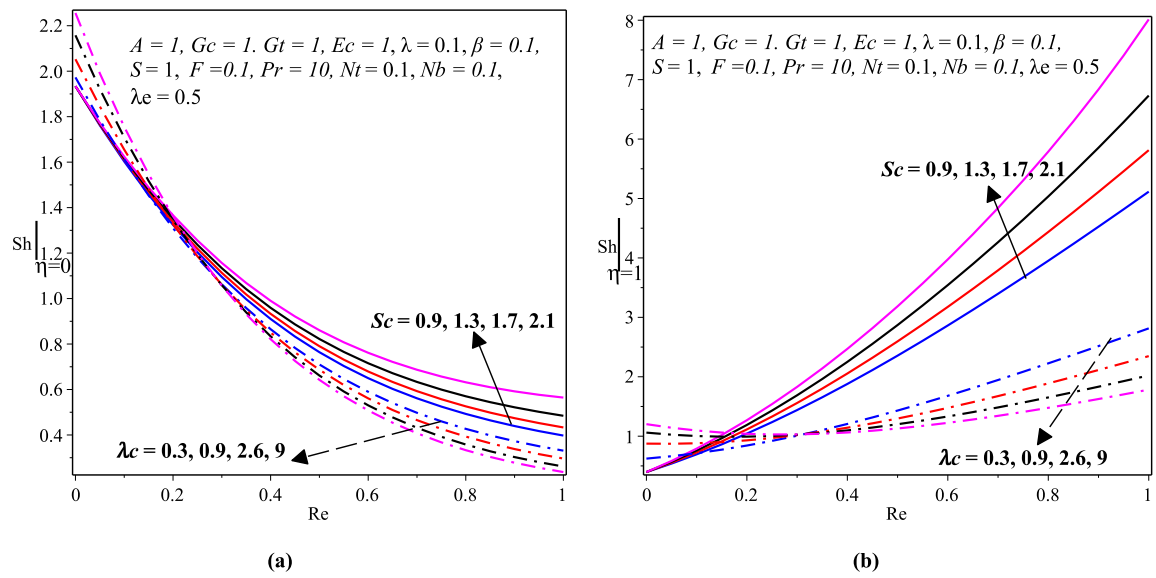 A = 1, Gc = 1. Gt = 1, Ec = 1, λ = 0.1, β = 0.1,
S = 1, F =0.1, Pr = 10, Nt = 0.1, Nb = 0.1,
λe = 0.5
2.2
2.0
1.8
1.6
1.4
1.2
1.0
0.8
0.6
0.4
Sh|η=0
Sc = 0.9, 1.3, 1.7, 2.1
λc = 0.3, 0.9, 2.6, 9
0 0.2 0.4 0.6 0.8 1
Re
(a)
A = 1, Gc = 1. Gt = 1, Ec = 1, λ = 0.1, β = 0.1,
S = 1, F =0.1, Pr = 10, Nt = 0.1, Nb = 0.1, λe = 0.5
8
7
6
5
4
3
2
1
Sh|η=1
Sc = 0.9, 1.3, 1.7, 2.1
λc = 0.3, 0.9, 2.6, 9
0 0.2 0.4 0.6 0.8 1
Re
(b)